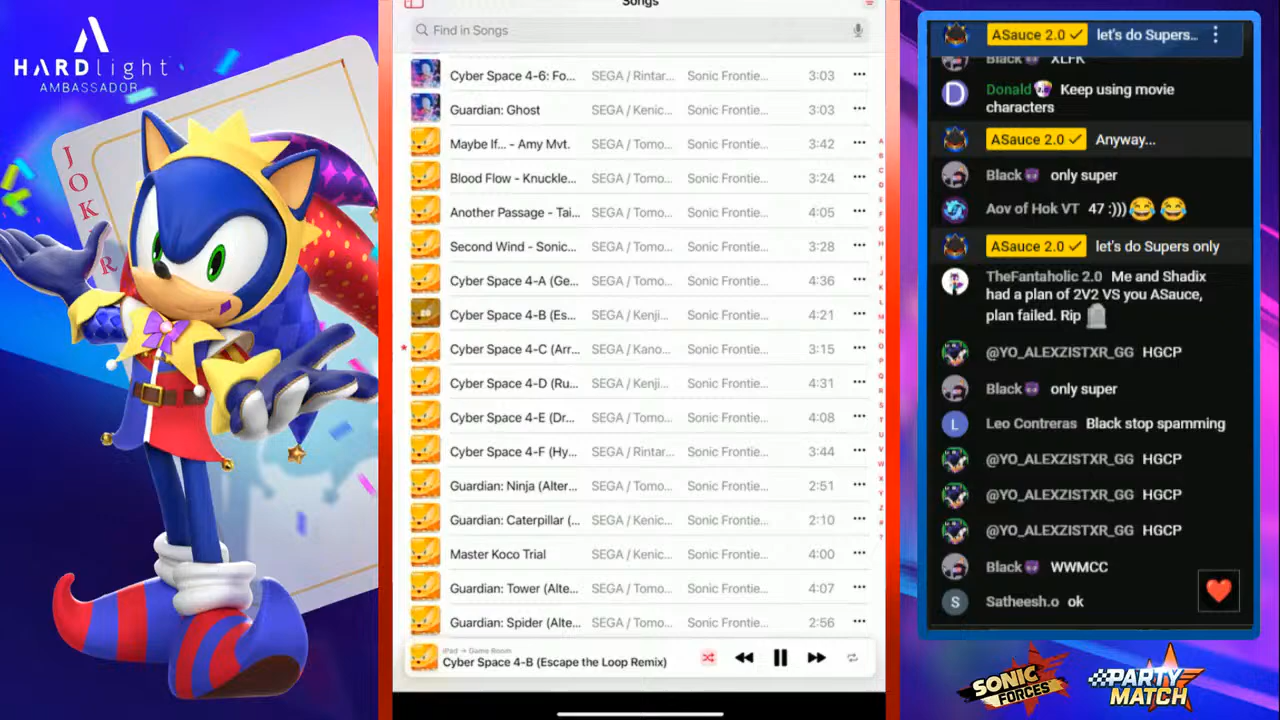 HARDlight
AMBASSADOR
JOK
R
Songs
Find in Songs
Cyber Space 4-6: Fo... SEGA / Rintar... Sonic Frontie... 3:03
Guardian: Ghost SEGA / Kenic... Sonic Frontie... 3:03
Maybe If... - Amy Mvt. SEGA / Tomo... Sonic Frontie... 3:42
Blood Flow - Knuckle... SEGA / Tomo... Sonic Frontie... 3:24
Another Passage - Tai... SEGA / Tomo... Sonic Frontie... 4:05
Second Wind - Sonic... SEGA / Tomo... Sonic Frontie... 3:28
Cyber Space 4-A (Ge... SEGA / Tomo... Sonic Frontie... 4:36
Cyber Space 4-B (Es... SEGA / Kenji... Sonic Frontie... 4:21
Cyber Space 4-C (Arr... SEGA / Kano... Sonic Frontie... 3:15
Cyber Space 4-D (Ru... SEGA / Kenji... Sonic Frontie... 4:31
Cyber Space 4-E (Dr... SEGA / Tomo... Sonic Frontie... 4:08
Cyber Space 4-F (Hy... SEGA / Rintar... Sonic Frontie... 3:44
Guardian: Ninja (Alter... SEGA / Tomo... Sonic Frontie... 2:51
Guardian: Caterpillar (... SEGA / Kenic... Sonic Frontie... 2:10
Master Koco Trial SEGA / Kenic... Sonic Frontie... 4:00
Guardian: Tower (Alte... SEGA / Tomo... Sonic Frontie... 4:07
Guardian: Spider (Alte... SEGA / Tomo... Sonic Frontie... 2:56
iPad → Game Room
Cyber Space 4-B (Escape the Loop Remix)
ASauce 2.0 ✓ let's do Supers...
Black😈 XLFK
Donald Keep using movie
characters
ASauce 2.0 ✓ Anyway...
Black😈 only super
Aov of Hok VT 47 :)))😂😂
ASauce 2.0 ✓ let's do Supers only
TheFantaholic 2.0 Me and Shadix
had a plan of 2V2 VS you ASauce,
plan failed. Rip 🪦
@YO_ALEXZISTXR_GG HGCP
Black😈 only super
Leo Contreras Black stop spamming
@YO_ALEXZISTXR_GG HGCP
@YO_ALEXZISTXR_GG HGCP
@YO_ALEXZISTXR_GG HGCP
Black😈 WWMCC
Satheesh.o ok
SONIC
FORCES
PARTY
MATCH